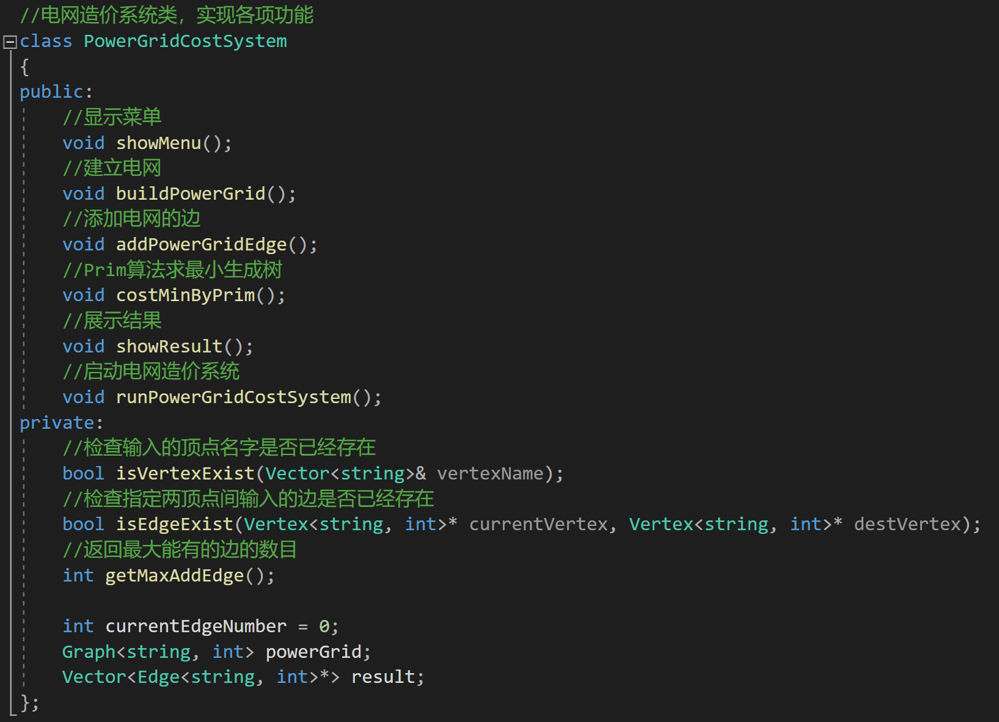 //电网造价系统类，实现各项功能
class PowerGridCostSystem
{
public:
    //显示菜单
    void showMenu();
    //建立电网
    void buildPowerGrid();
    //添加电网的边
    void addPowerGridEdge();
    //Prim算法求最小生成树
    void costMinByPrim();
    //展示结果
    void showResult();
    //启动电网造价系统
    void runPowerGridCostSystem();
private:
    //检查输入的顶点名字是否已经存在
    bool isVertexExist(Vector<string>& vertexName);
    //检查指定两顶点间输入的边是否已经存在
    bool isEdgeExist(Vertex<string, int>* currentVertex, Vertex<string, int>* destVertex);
    //返回最大能有的边的数目
    int getMaxAddEdge();

    int currentEdgeNumber = 0;
    Graph<string, int> powerGrid;
    Vector<Edge<string, int>*> result;
};